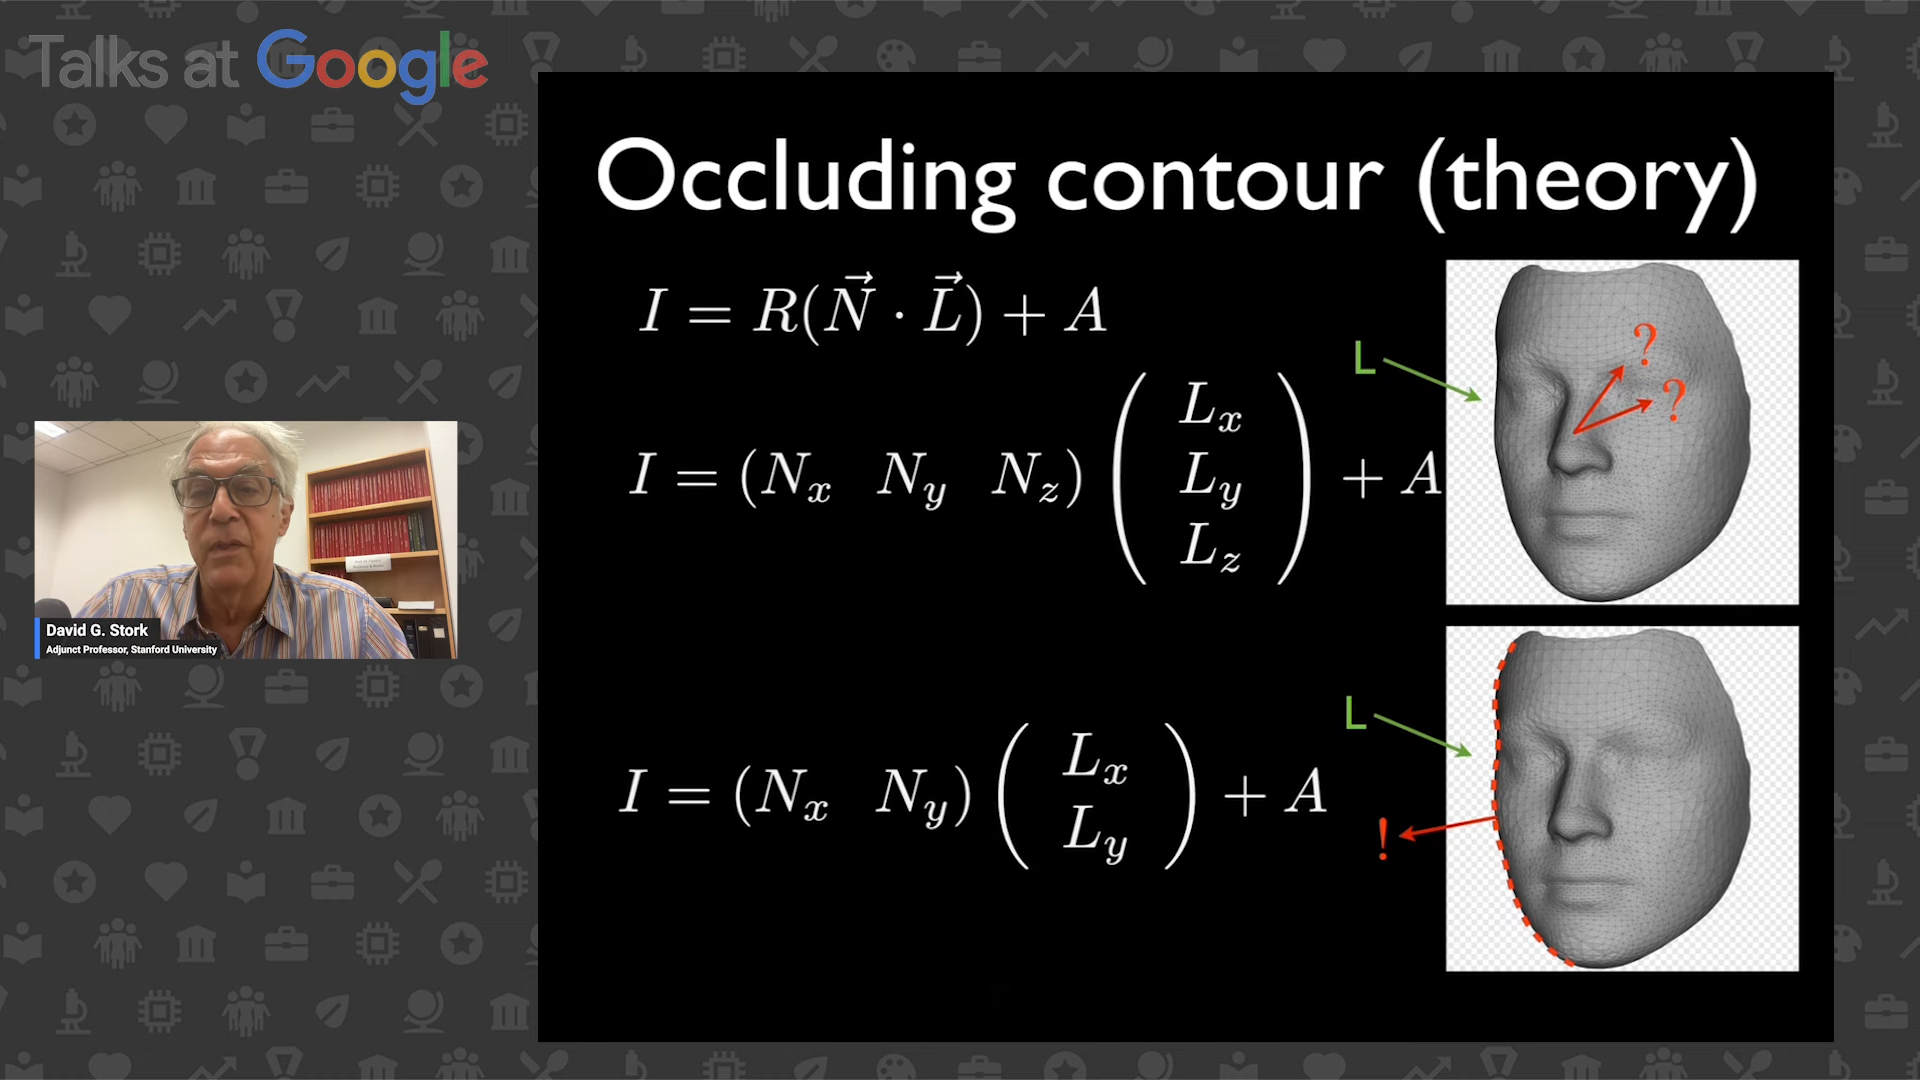 Talks at Google
Occluding contour (theory)
I = R(N⃗ · L⃗) + A
I = (Nx Ny Nz) (Lx Ly Lz) + A
L
?
?
I = (Nx Ny) (Lx Ly) + A
L
!
David G. Stork
Adjunct Professor, Stanford University